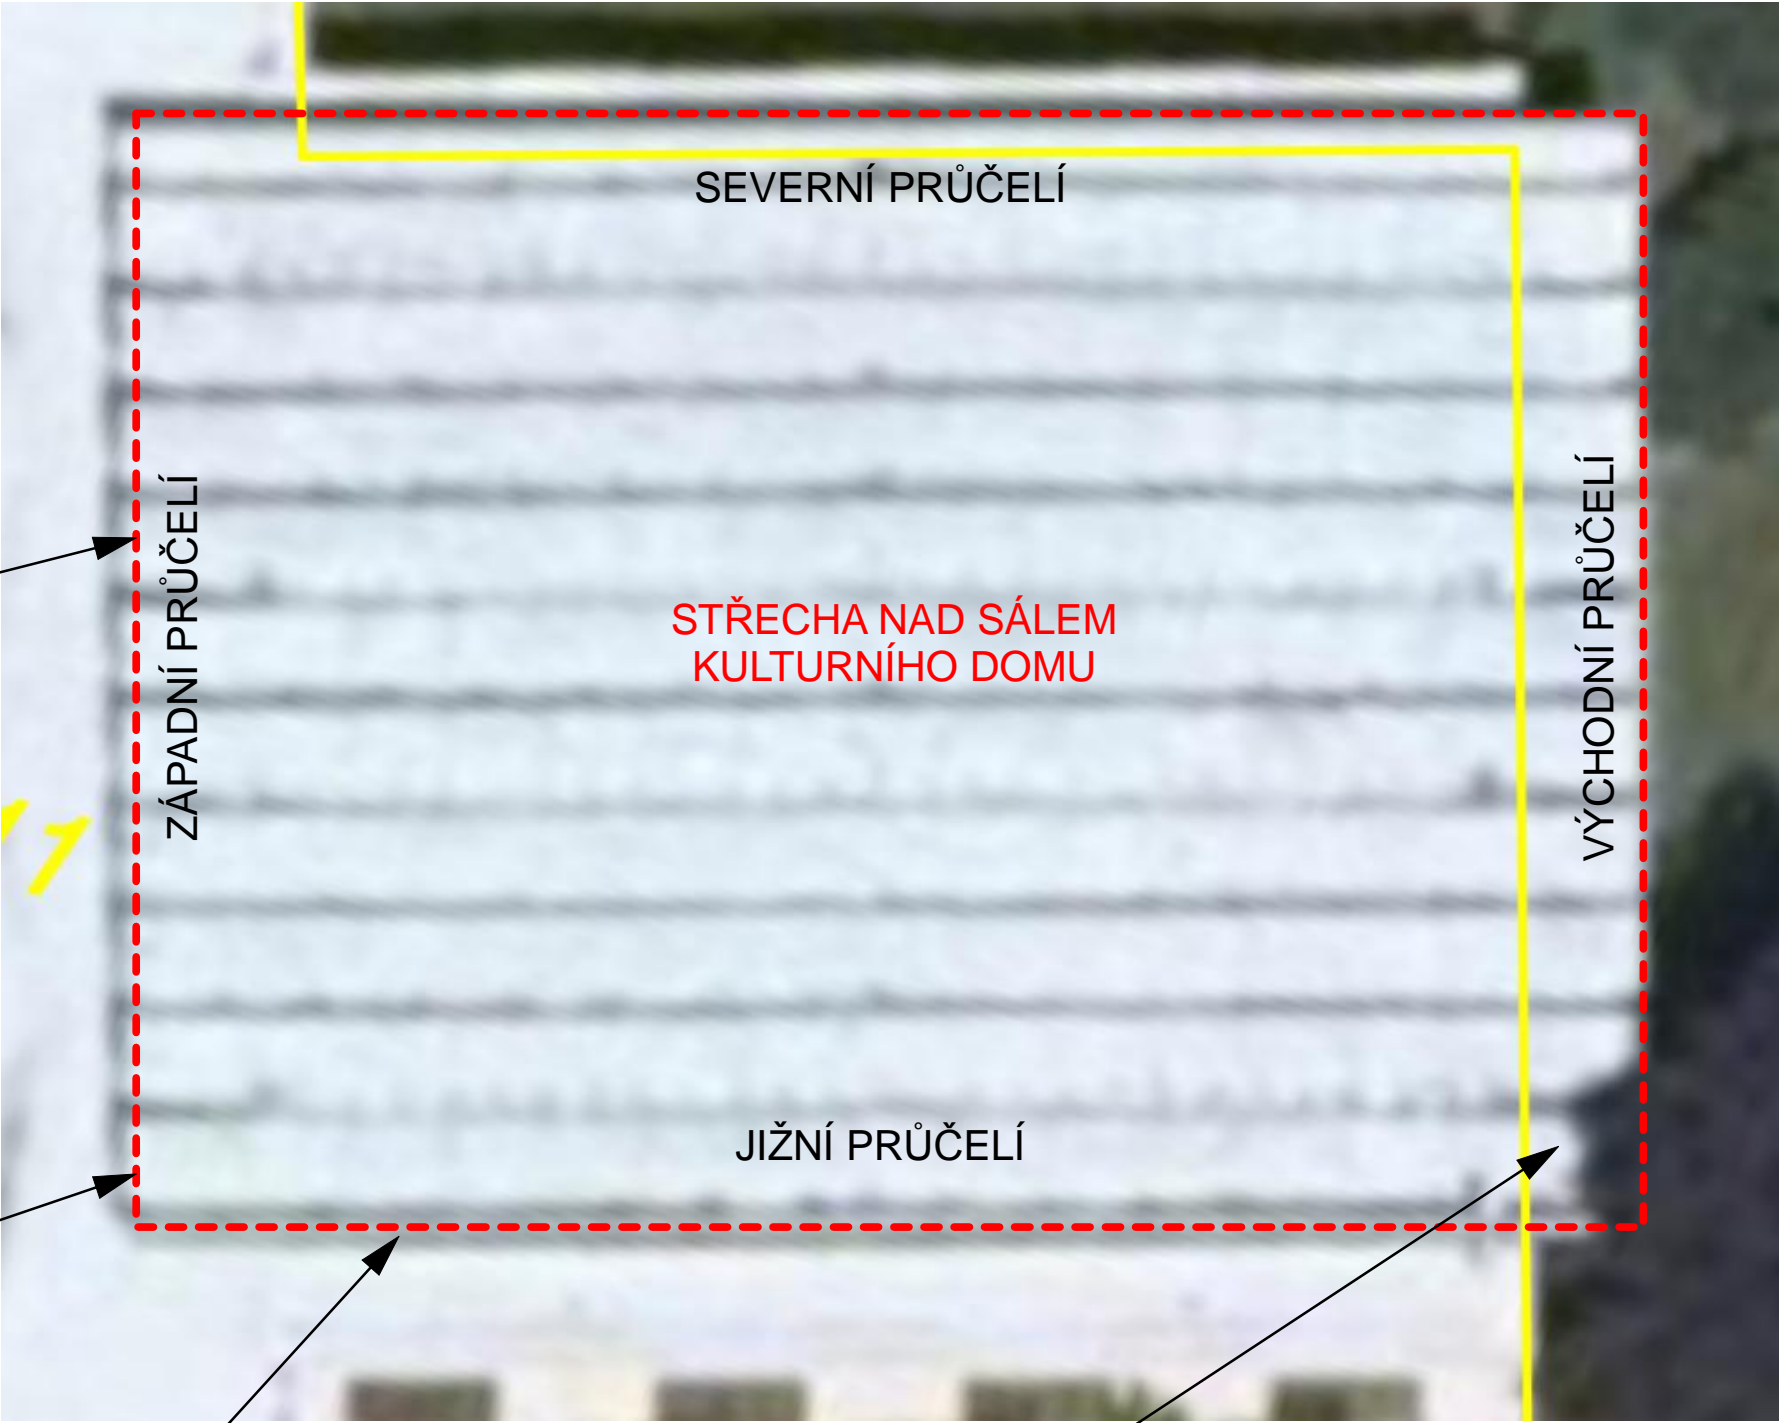 SEVERNÍ PRŮČELÍ
ZÁPADNÍ PRŮČELÍ
STŘECHA NAD SÁLEM
KULTURNÍHO DOMU
VÝCHODNÍ PRŮČELÍ
JIŽNÍ PRŮČELÍ